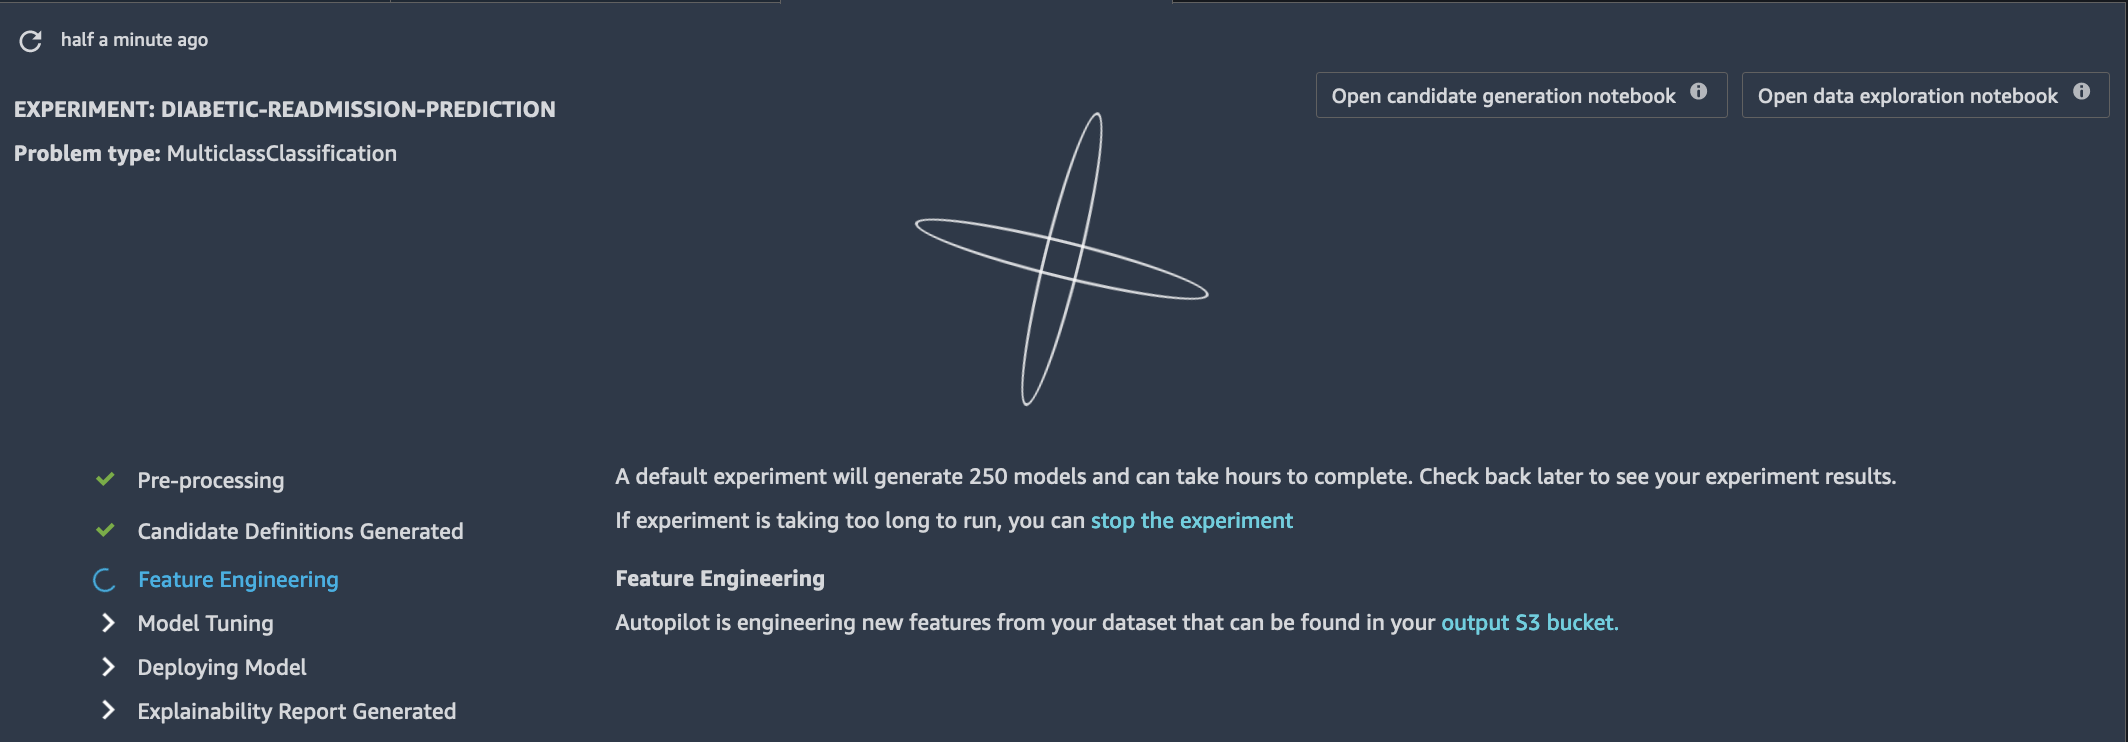 half a minute ago
Open candidate generation notebook
Open data exploration notebook
EXPERIMENT: DIABETIC-READMISSION-PREDICTION
Problem type: MulticlassClassification
Pre-processing
Candidate Definitions Generated
Feature Engineering
Model Tuning
Deploying Model
Explainability Report Generated
A default experiment will generate 250 models and can take hours to complete. Check back later to see your experiment results.
If experiment is taking too long to run, you can stop the experiment
Feature Engineering
Autopilot is engineering new features from your dataset that can be found in your output S3 bucket.